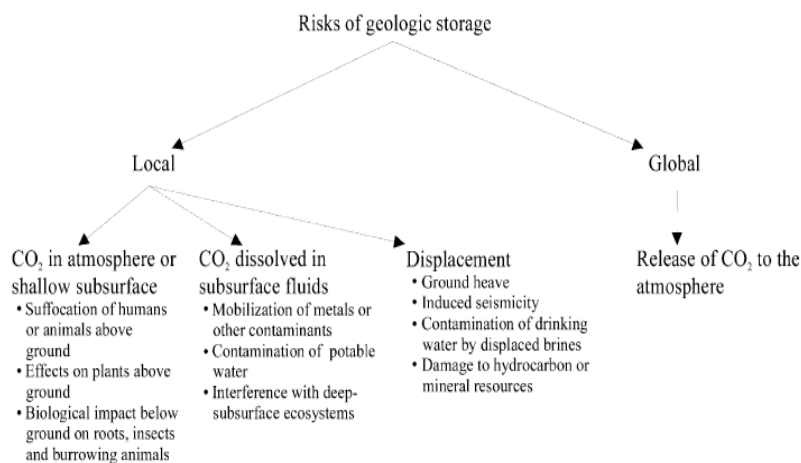 Risks of geologic storage
Local
Global
CO₂ in atmosphere or
shallow subsurface
• Suffocation of humans
or animals above
ground
• Effects on plants above
ground
• Biological impact below
ground on roots, insects
and burrowing animals
CO₂ dissolved in
subsurface fluids
• Mobilization of metals or
other contaminants
• Contamination of potable
water
• Interference with deep-
subsurface ecosystems
Displacement
• Ground heave
• Induced seismicity
• Contamination of drinking
water by displaced brines
• Damage to hydrocarbon or
mineral resources
Release of CO₂ to the
atmosphere